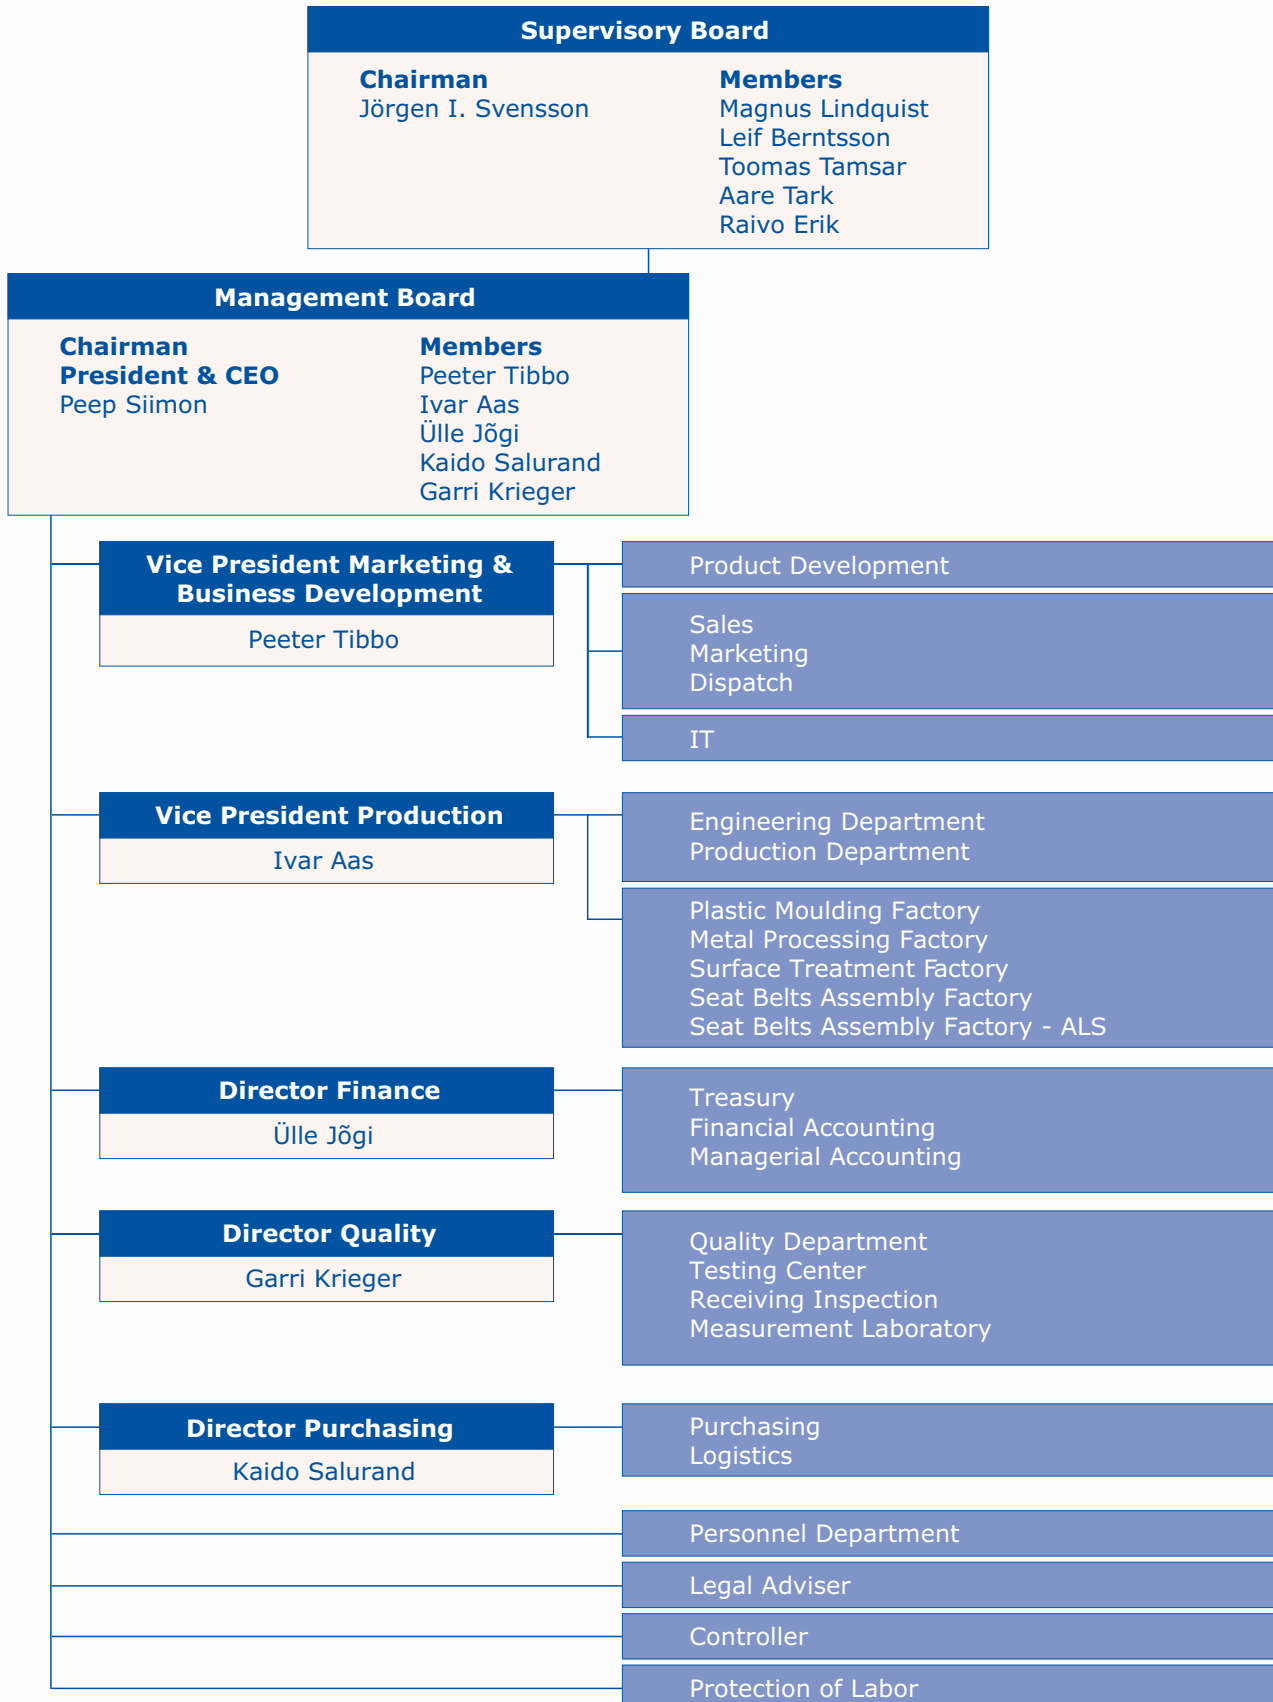 Supervisory Board
Chairman
Jörgen I. Svensson
Members
Magnus Lindquist
Leif Berntsson
Toomas Tamsar
Aare Tark
Raivo Erik
Management Board
Chairman
President & CEO
Peep Siimon
Members
Peeter Tibbo
Ivar Aas
Ülle Jõgi
Kaido Salurand
Garri Krieger
Vice President Marketing &
Business Development
Peeter Tibbo
Product Development
Sales
Marketing
Dispatch
IT
Vice President Production
Ivar Aas
Engineering Department
Production Department
Plastic Moulding Factory
Metal Processing Factory
Surface Treatment Factory
Seat Belts Assembly Factory
Seat Belts Assembly Factory - ALS
Director Finance
Ülle Jõgi
Treasury
Financial Accounting
Managerial Accounting
Director Quality
Garri Krieger
Quality Department
Testing Center
Receiving Inspection
Measurement Laboratory
Director Purchasing
Kaido Salurand
Purchasing
Logistics
Personnel Department
Legal Adviser
Controller
Protection of Labor